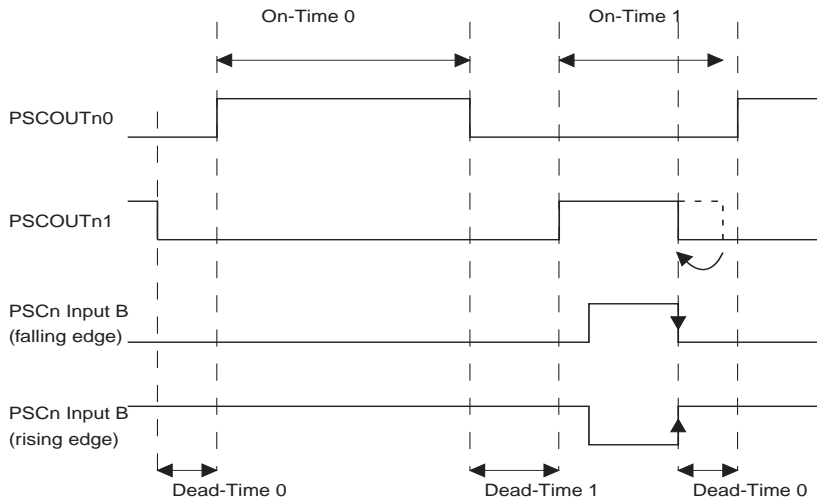 On-Time 0
On-Time 1
PSCOUTn0
PSCOUTn1
PSCn Input B
(falling edge)
PSCn Input B
(rising edge)
Dead-Time 0
Dead-Time 1
Dead-Time 0